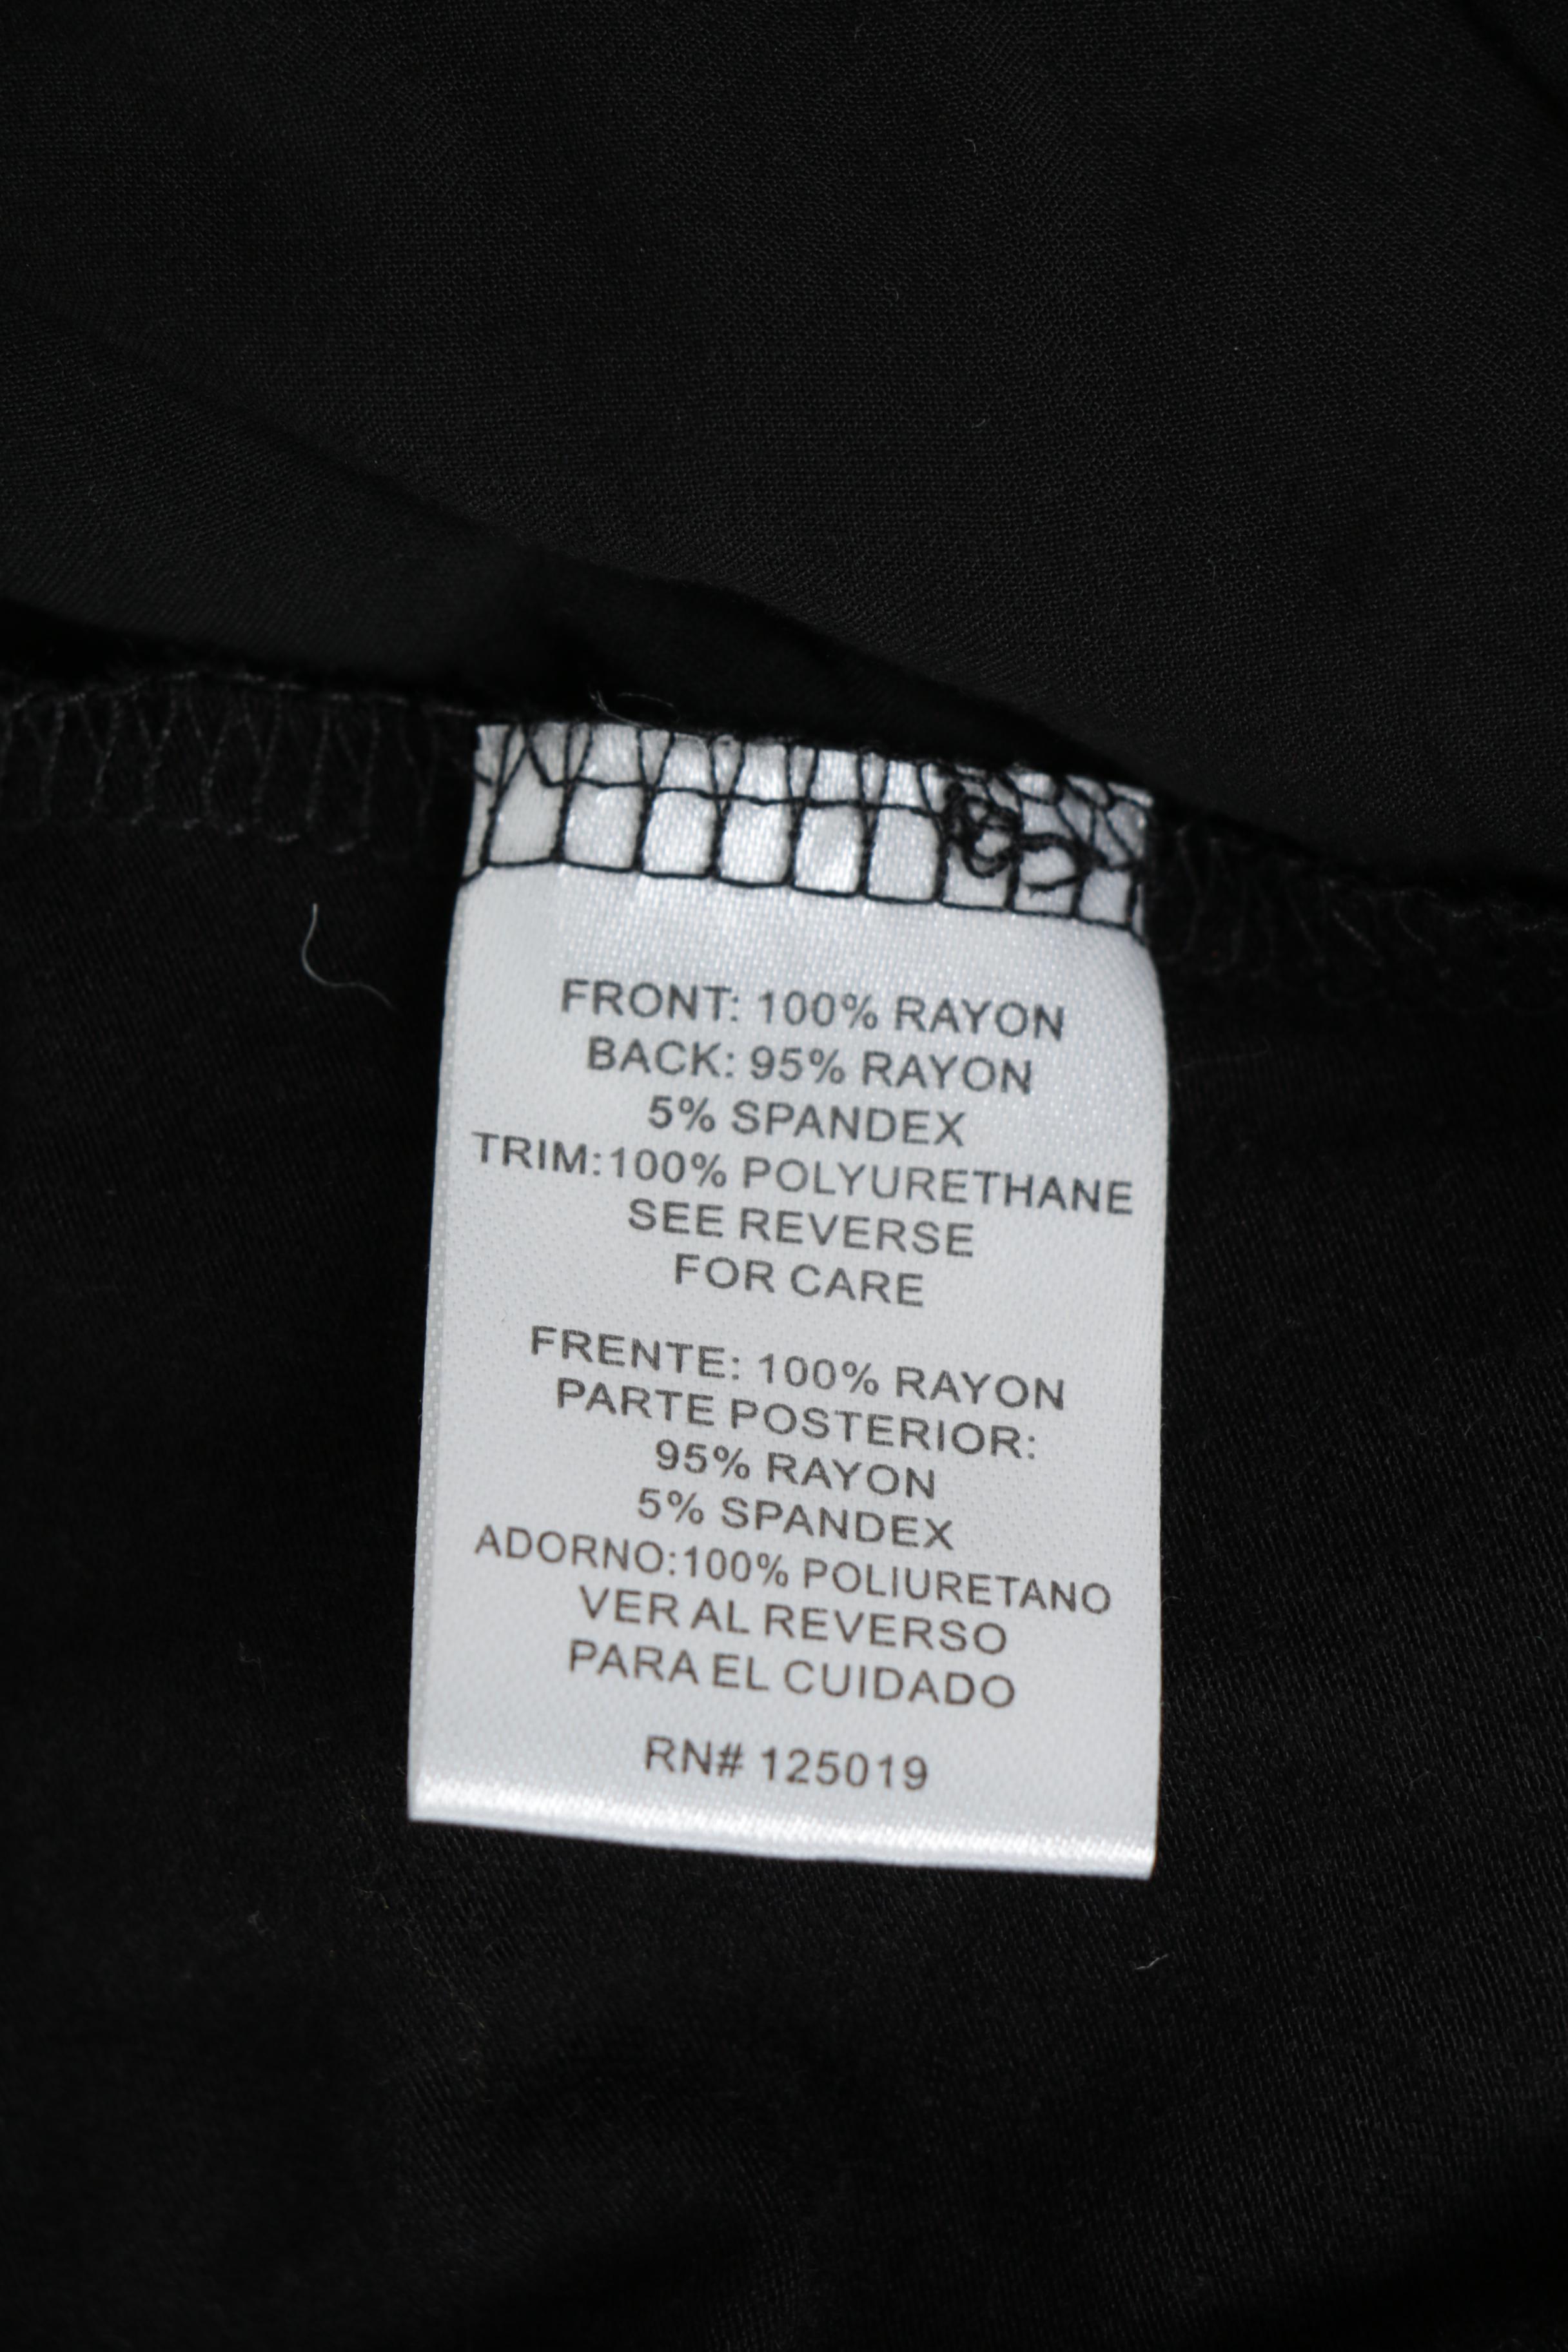 FRONT: 100% RAYON
BACK: 95% RAYON
5% SPANDEX
TRIM:100% POLYURETHANE
SEE REVERSE
FOR CARE
FRENTE: 100% RAYON
PARTE POSTERIOR:
95% RAYON
5% SPANDEX
ADORNO:100% POLIURETANO
VER AL REVERSO
PARA EL CUIDADO
RN# 125019